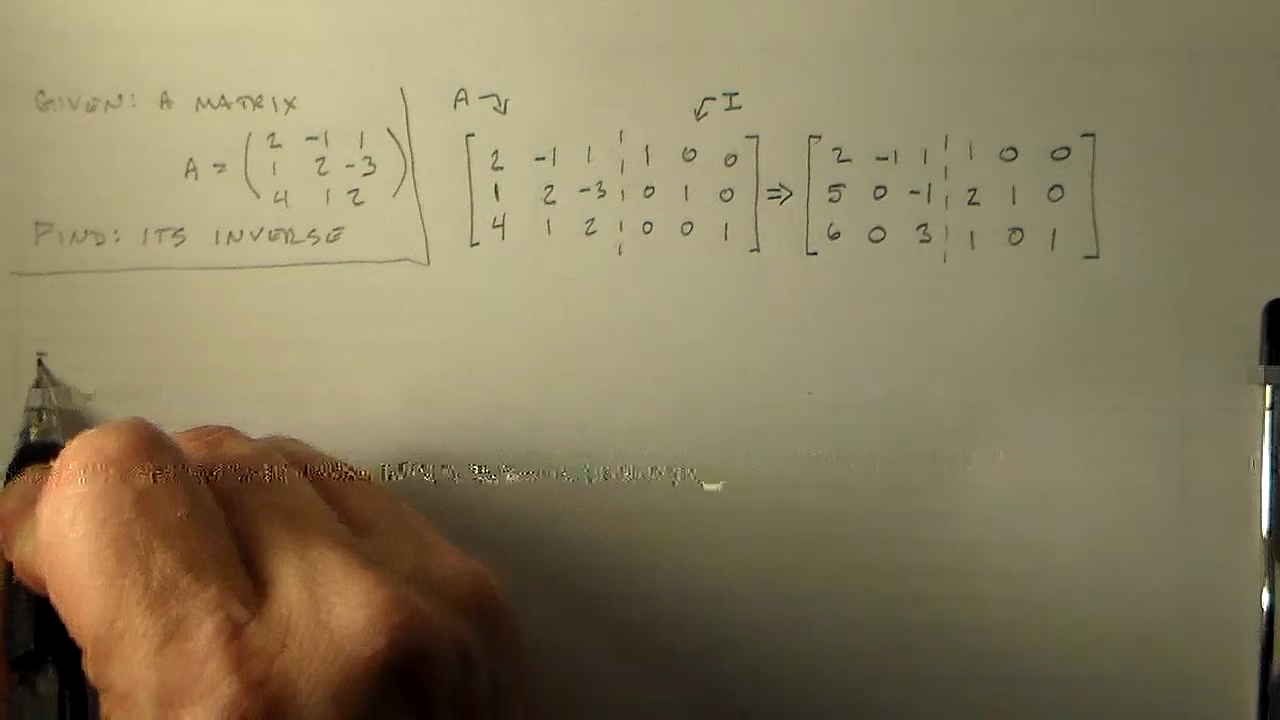 GIVEN: A MATRIX
A = ( 2 -1 1
1 2 -3
4 1 2 )
FIND: ITS INVERSE
A I
[ 2 -1 1 ¦ 1 0 0
1 2 -3 ¦ 0 1 0
4 1 2 ¦ 0 0 1 ]
⇒
[ 2 -1 1 ¦ 1 0 0
5 0 -1 ¦ 2 1 0
6 0 3 ¦ 1 0 1 ]